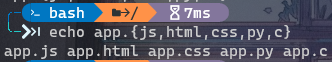 bash / 7ms
echo app.{js,html,css,py,c}
app.js app.html app.css app.py app.c